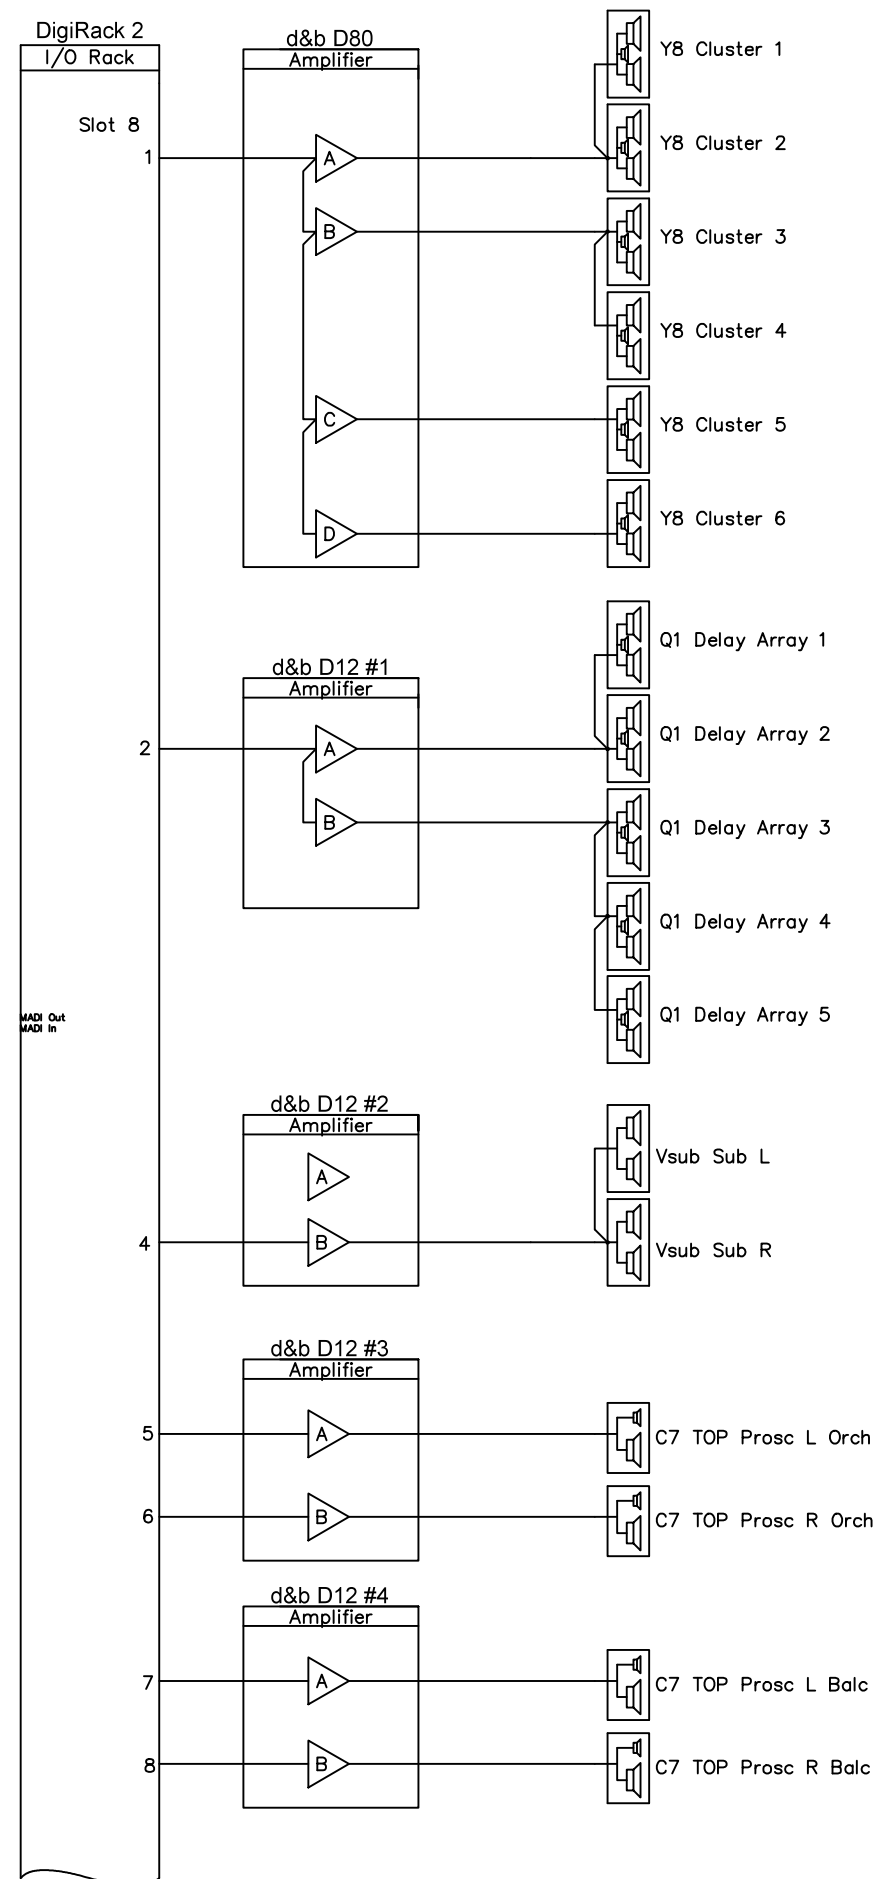 DigiRack 2
I/O Rack
Slot 8
1
d&b D80
Amplifier
A
B
C
D
Y8 Cluster 1
Y8 Cluster 2
Y8 Cluster 3
Y8 Cluster 4
Y8 Cluster 5
Y8 Cluster 6
2
d&b D12 #1
Amplifier
A
B
Q1 Delay Array 1
Q1 Delay Array 2
Q1 Delay Array 3
Q1 Delay Array 4
Q1 Delay Array 5
MADI Out
MADI In
4
d&b D12 #2
Amplifier
A
B
Vsub Sub L
Vsub Sub R
d&b D12 #3
Amplifier
5
A
C7 TOP Prosc L Orch
6
B
C7 TOP Prosc R Orch
d&b D12 #4
Amplifier
7
A
C7 TOP Prosc L Balc
8
B
C7 TOP Prosc R Balc